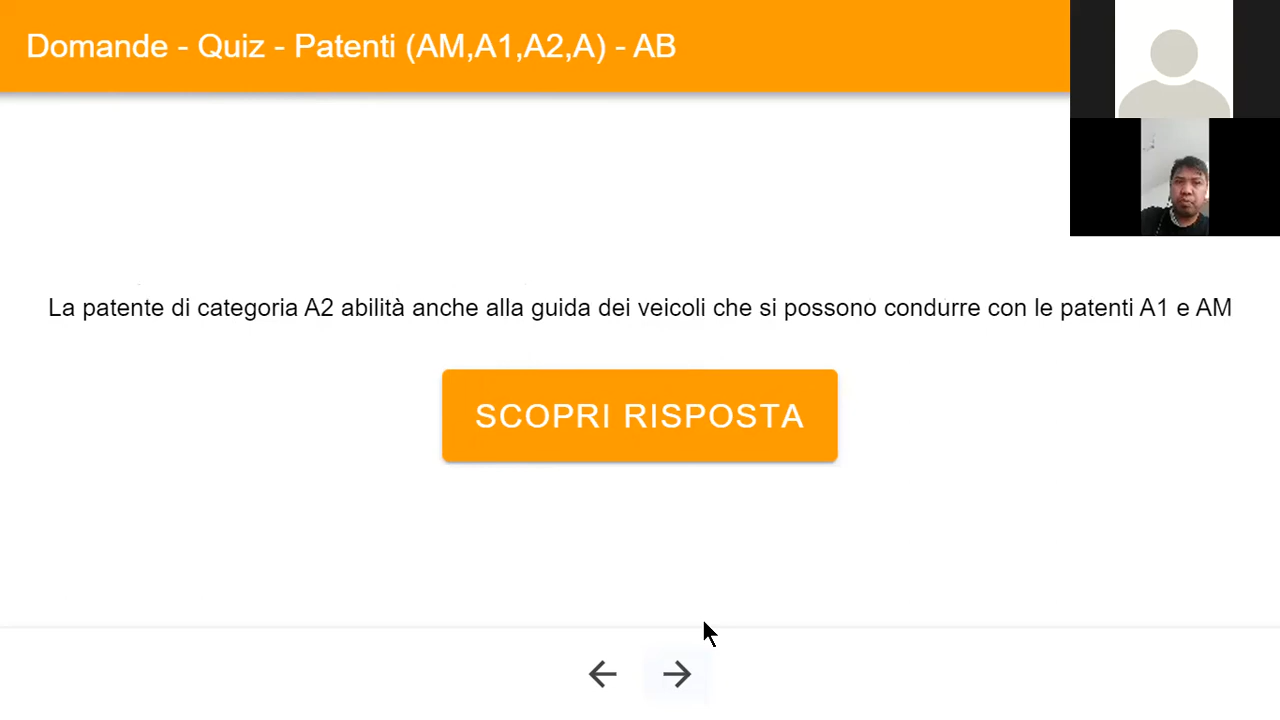 Domande - Quiz - Patenti (AM,A1,A2,A) - AB
La patente di categoria A2 abilità anche alla guida dei veicoli che si possono condurre con le patenti A1 e AM
SCOPRI RISPOSTA